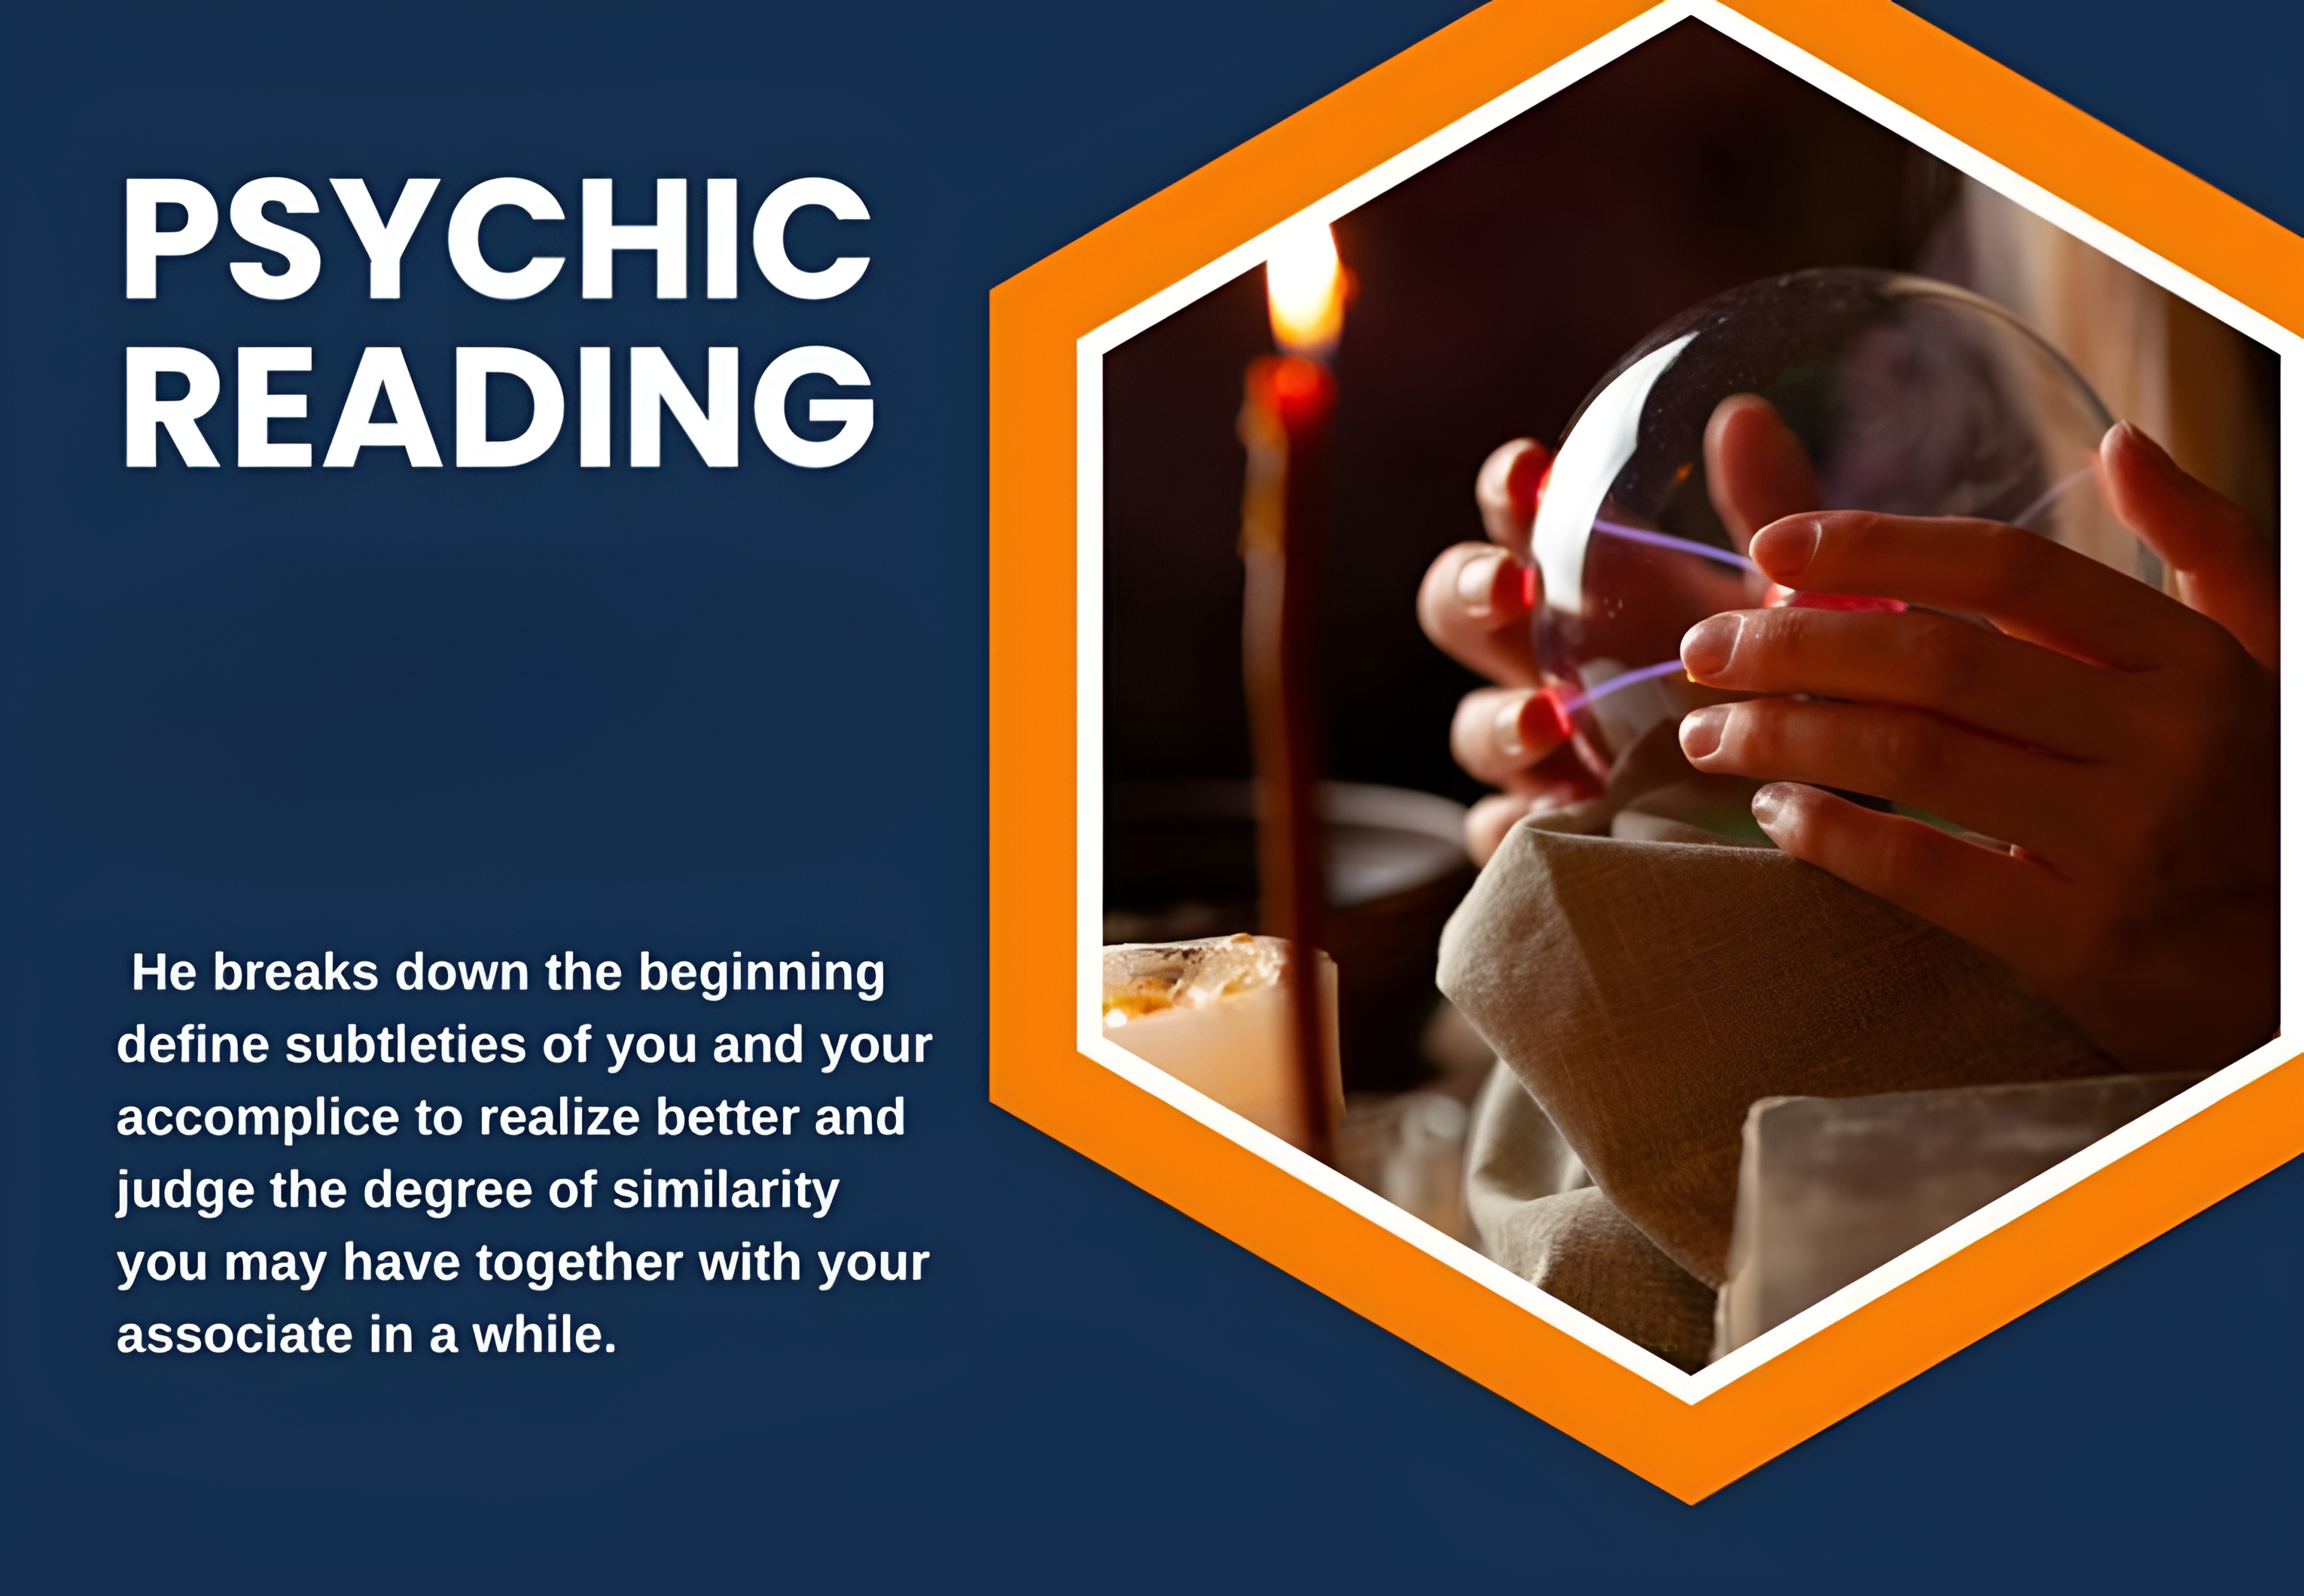 PSYCHIC
READING
He breaks down the beginning
define subtleties of you and your
accomplice to realize better and
judge the degree of similarity
you may have together with your
associate in a while.